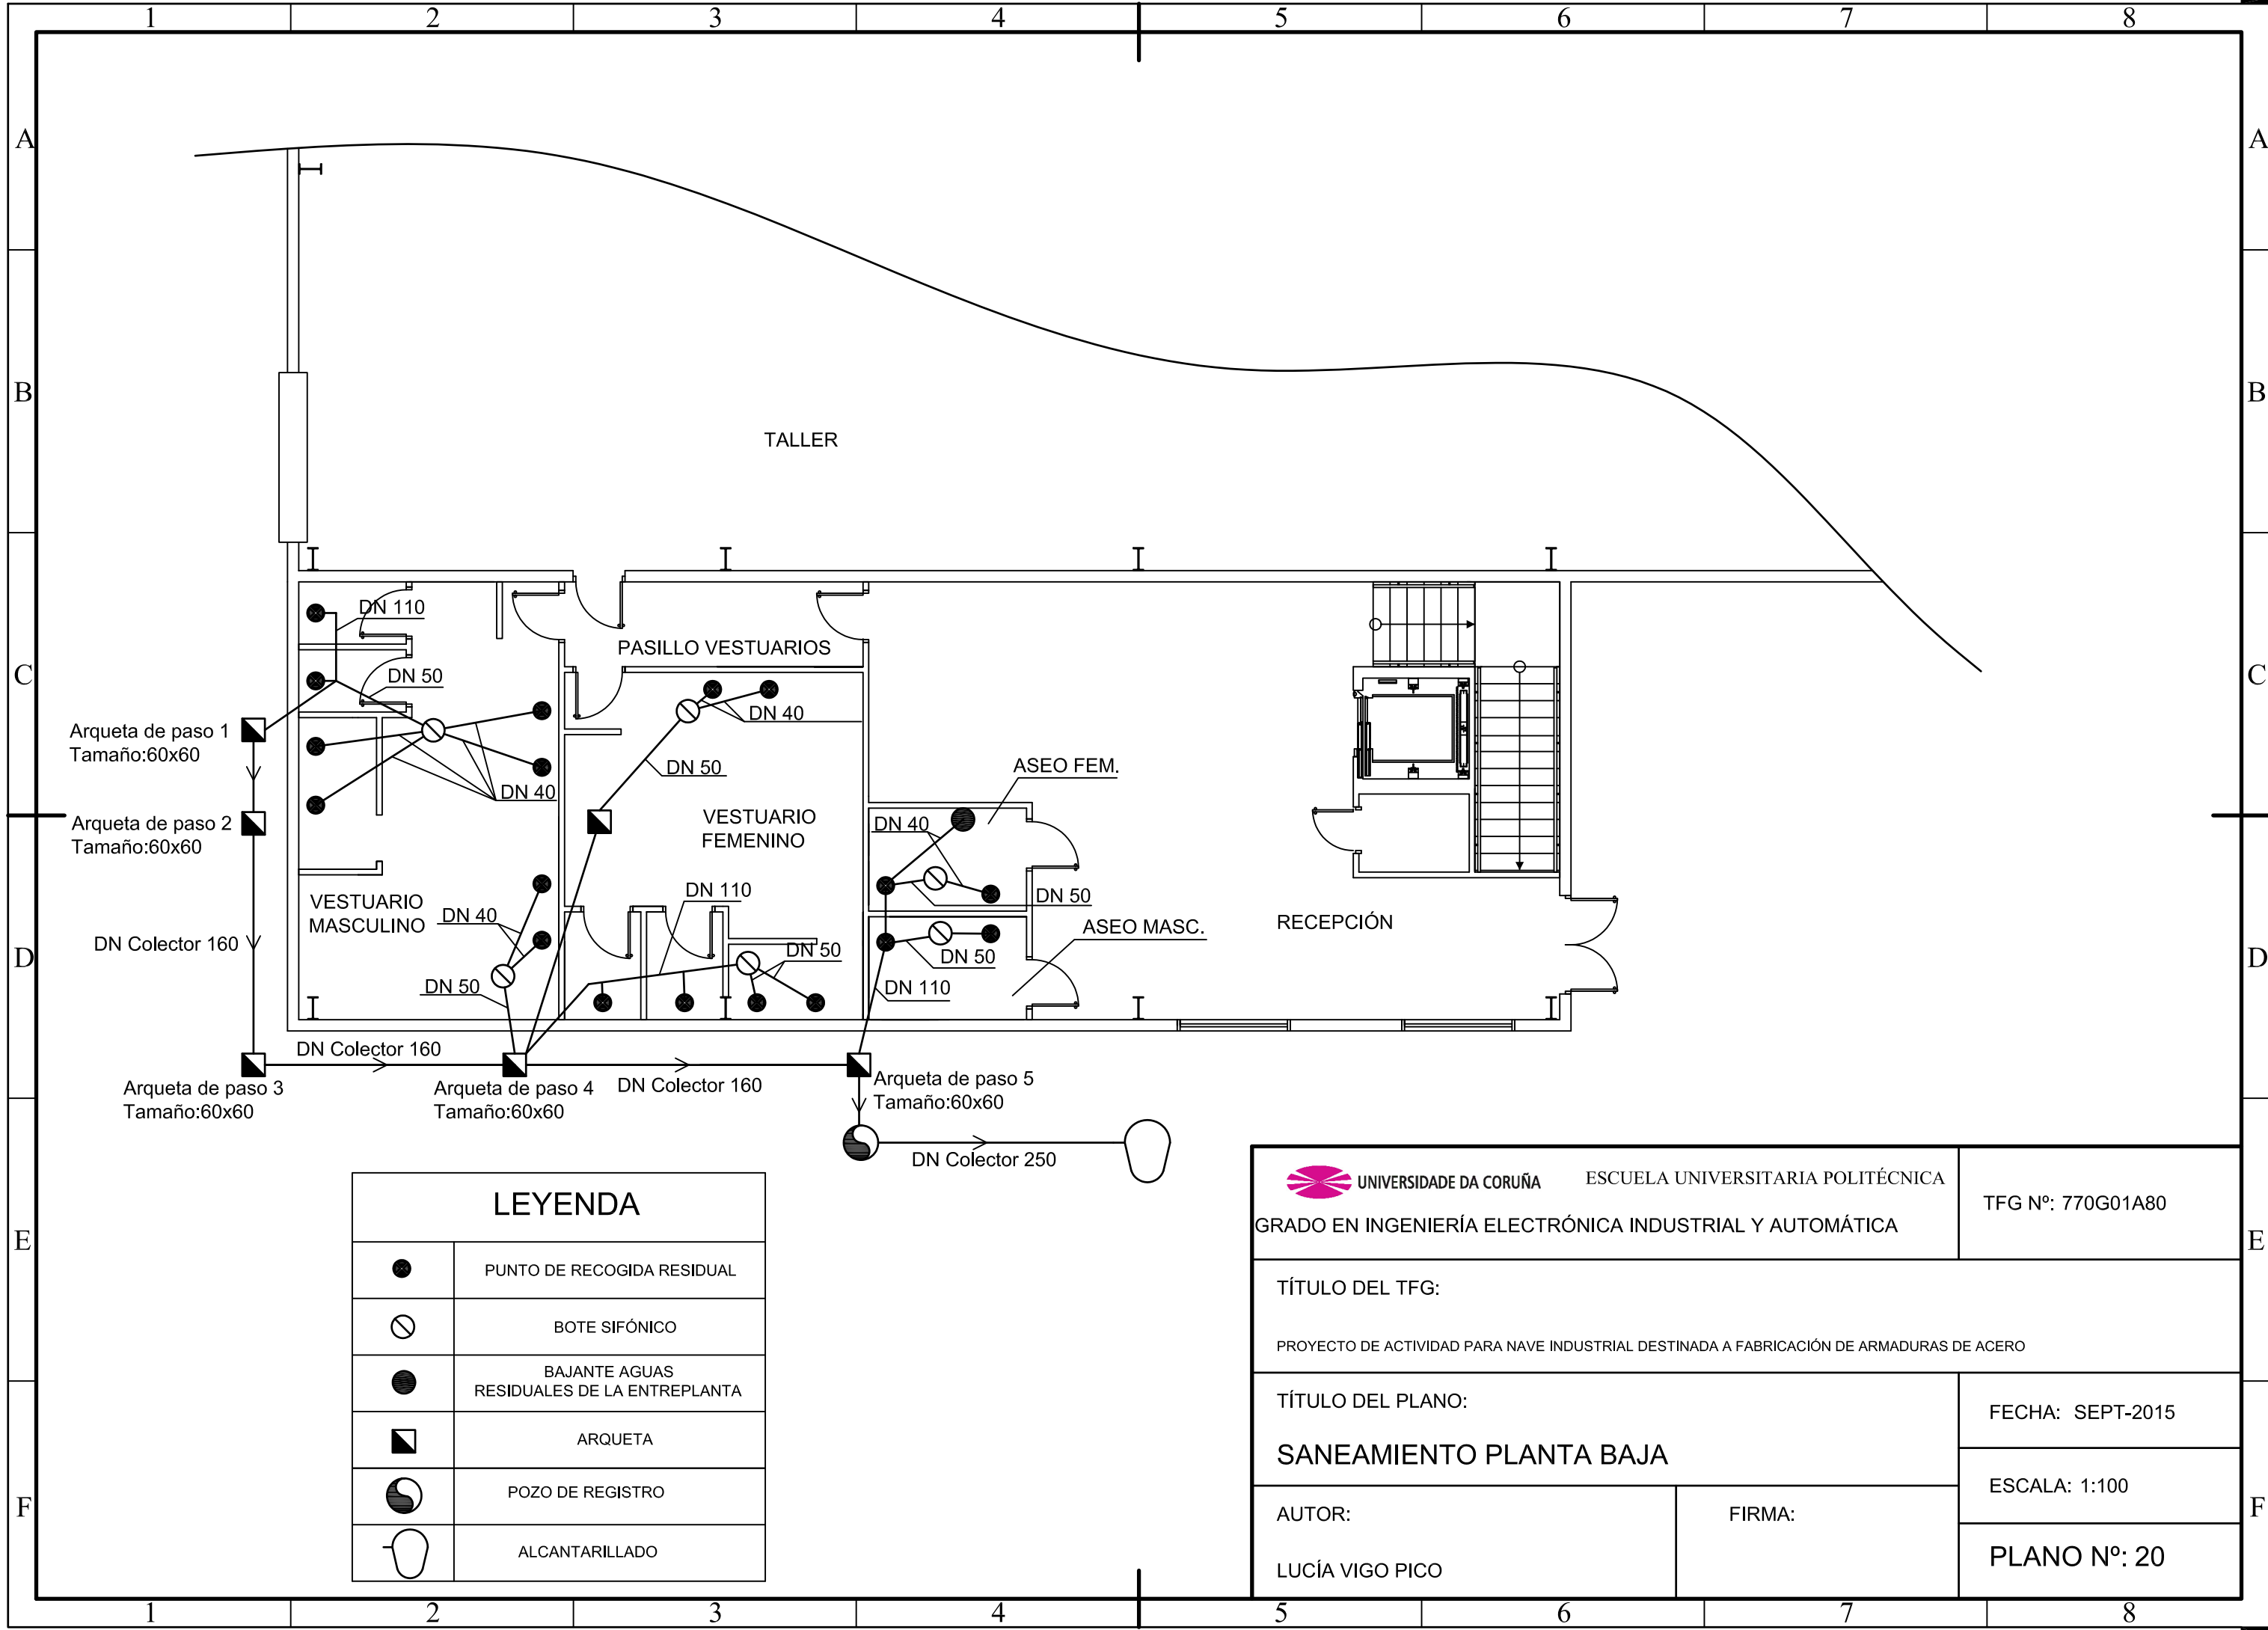 1 2 3 4 5 6 7 8
A A
B B
C C
D D
E E
F F
TALLER
DN 110
PASILLO VESTUARIOS
DN 50
DN 40
Arqueta de paso 1
Tamaño:60x60
DN 50
DN 40
ASEO FEM.
Arqueta de paso 2
Tamaño:60x60
VESTUARIO
FEMENINO
DN 40
DN 110
DN 50
VESTUARIO
MASCULINO
DN 40
DN Colector 160
DN 50
ASEO MASC.
RECEPCIÓN
DN 50
DN 50
DN 110
DN Colector 160
Arqueta de paso 3
Tamaño:60x60
Arqueta de paso 4
Tamaño:60x60
DN Colector 160
Arqueta de paso 5
Tamaño:60x60
DN Colector 250
LEYENDA
PUNTO DE RECOGIDA RESIDUAL
BOTE SIFÓNICO
BAJANTE AGUAS
RESIDUALES DE LA ENTREPLANTA
ARQUETA
POZO DE REGISTRO
ALCANTARILLADO
UNIVERSIDADE DA CORUÑA
ESCUELA UNIVERSITARIA POLITÉCNICA
GRADO EN INGENIERÍA ELECTRÓNICA INDUSTRIAL Y AUTOMÁTICA
TFG Nº: 770G01A80
TÍTULO DEL TFG:
PROYECTO DE ACTIVIDAD PARA NAVE INDUSTRIAL DESTINADA A FABRICACIÓN DE ARMADURAS DE ACERO
TÍTULO DEL PLANO:
SANEAMIENTO PLANTA BAJA
FECHA: SEPT-2015
ESCALA: 1:100
AUTOR:
LUCÍA VIGO PICO
FIRMA:
PLANO Nº: 20
1 2 3 4 5 6 7 8